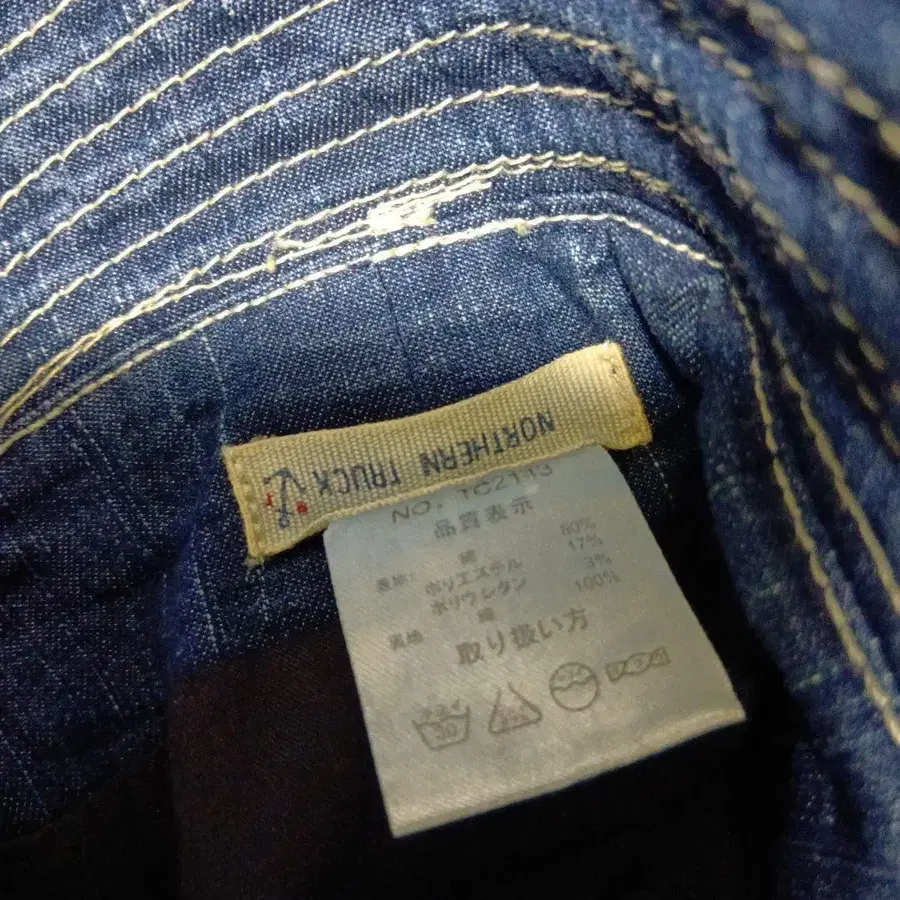 NORTHERN TRUCK
NO. TC2113
品質表示
表地: 綿 80%
ポリエステル 17%
ポリウレタン 3%
裏地 綿 100%
取り扱い方
30